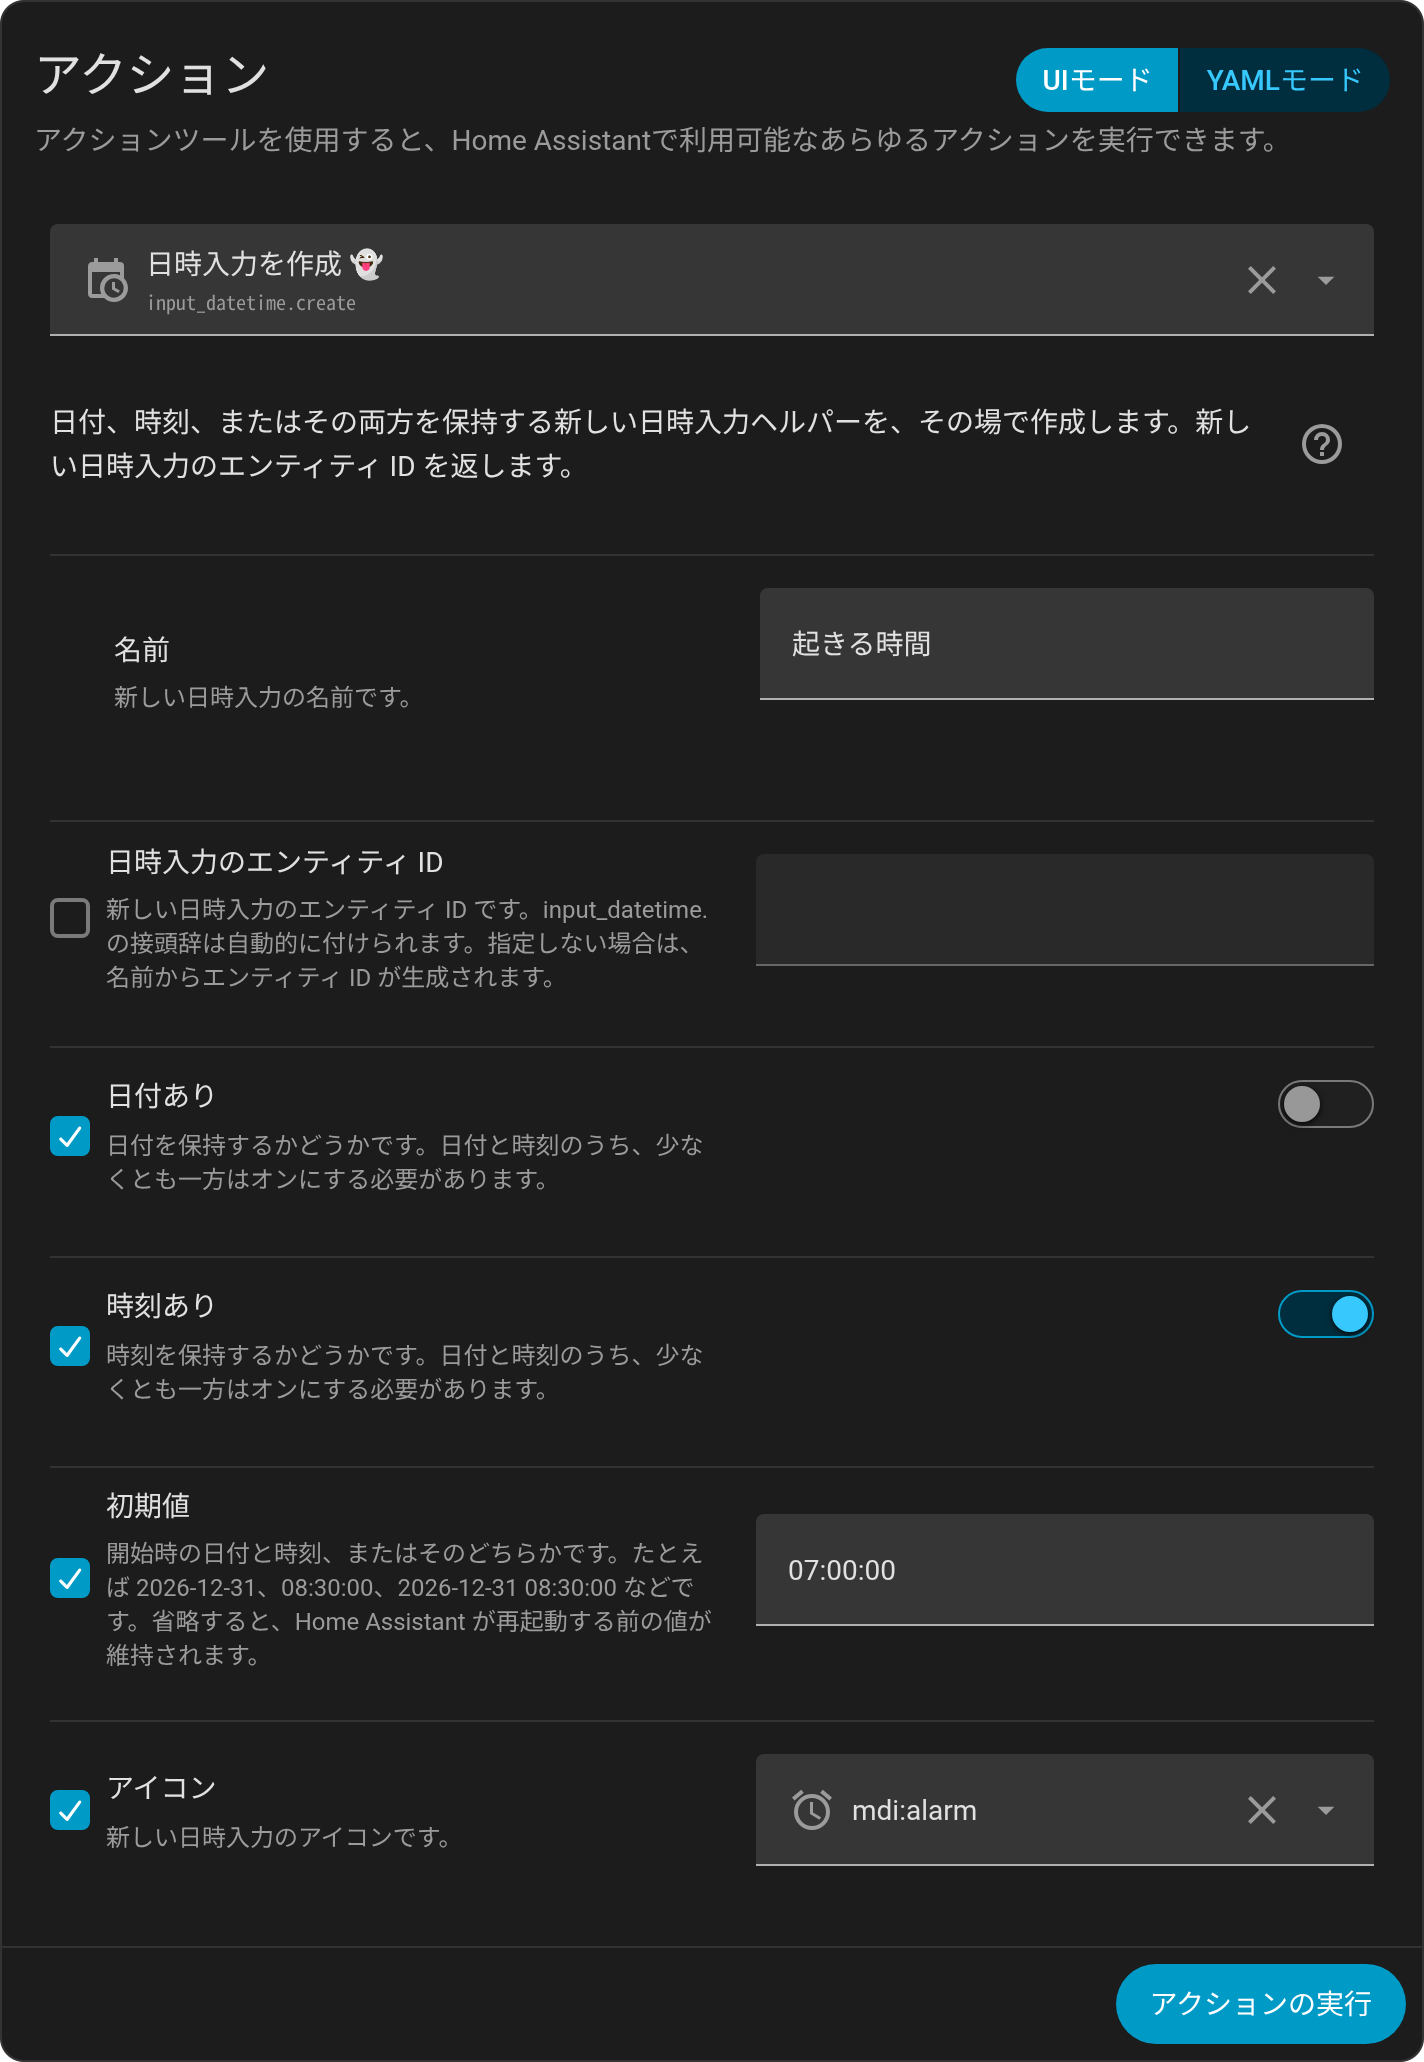 アクション
UIモード
YAMLモード
アクションツールを使用すると、Home Assistantで利用可能なあらゆるアクションを実行できます。
日時入力を作成 👻
input_datetime.create
日付、時刻、またはその両方を保持する新しい日時入力ヘルパーを、その場で作成します。新し
い日時入力のエンティティ ID を返します。
名前
新しい日時入力の名前です。
起きる時間
日時入力のエンティティ ID
新しい日時入力のエンティティ ID です。input_datetime.
の接頭辞は自動的に付けられます。指定しない場合は、
名前からエンティティ ID が生成されます。
日付あり
日付を保持するかどうかです。日付と時刻のうち、少な
くとも一方はオンにする必要があります。
時刻あり
時刻を保持するかどうかです。日付と時刻のうち、少な
くとも一方はオンにする必要があります。
初期値
開始時の日付と時刻、またはそのどちらかです。たとえ
ば 2026-12-31、08:30:00、2026-12-31 08:30:00 などで
す。省略すると、Home Assistant が再起動する前の値が
維持されます。
07:00:00
アイコン
新しい日時入力のアイコンです。
mdi:alarm
アクションの実行